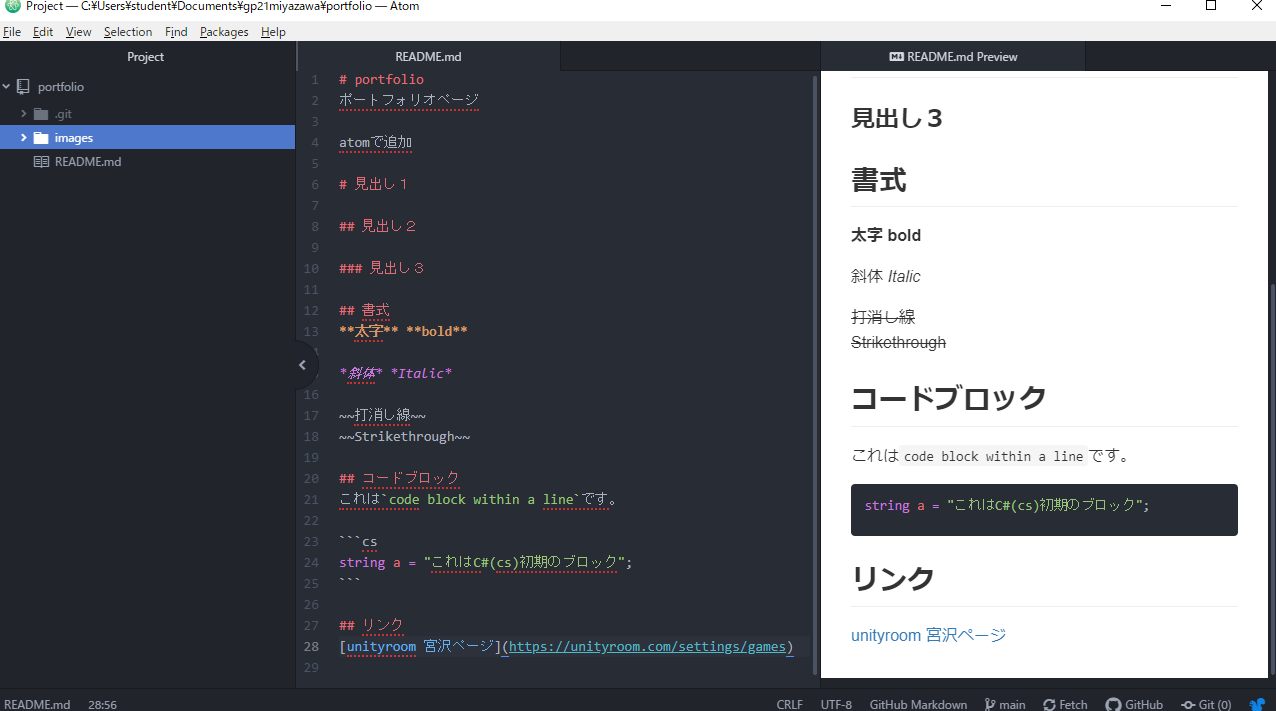 Project — C:¥Users¥student¥Documents¥gp21miyazawa¥portfolio — Atom
File Edit View Selection Find Packages Help
Project
portfolio
.git
images
README.md
README.md
1 # portfolio
2 ポートフォリオページ
3
4 atomで追加
5
6 # 見出し１
7
8 ## 見出し２
9
10 ### 見出し３
11
12 ## 書式
13 **太字** **bold**
*斜体* *Italic*
16
17 ~~打消し線~~
18 ~~Strikethrough~~
19
20 ## コードブロック
21 これは`code block within a line`です。
22
23 ```cs
24 string a = "これはC#(cs)初期のブロック";
25 ```
26
27 ## リンク
28 [unityroom 宮沢ページ](https://unityroom.com/settings/games)
29
README.md Preview
見出し３
書式
太字 bold
斜体 Italic
打消し線
Strikethrough
コードブロック
これは code block within a line です。
string a = "これはC#(cs)初期のブロック";
リンク
unityroom 宮沢ページ
README.md 28:56 CRLF UTF-8 GitHub Markdown main Fetch GitHub Git (0)